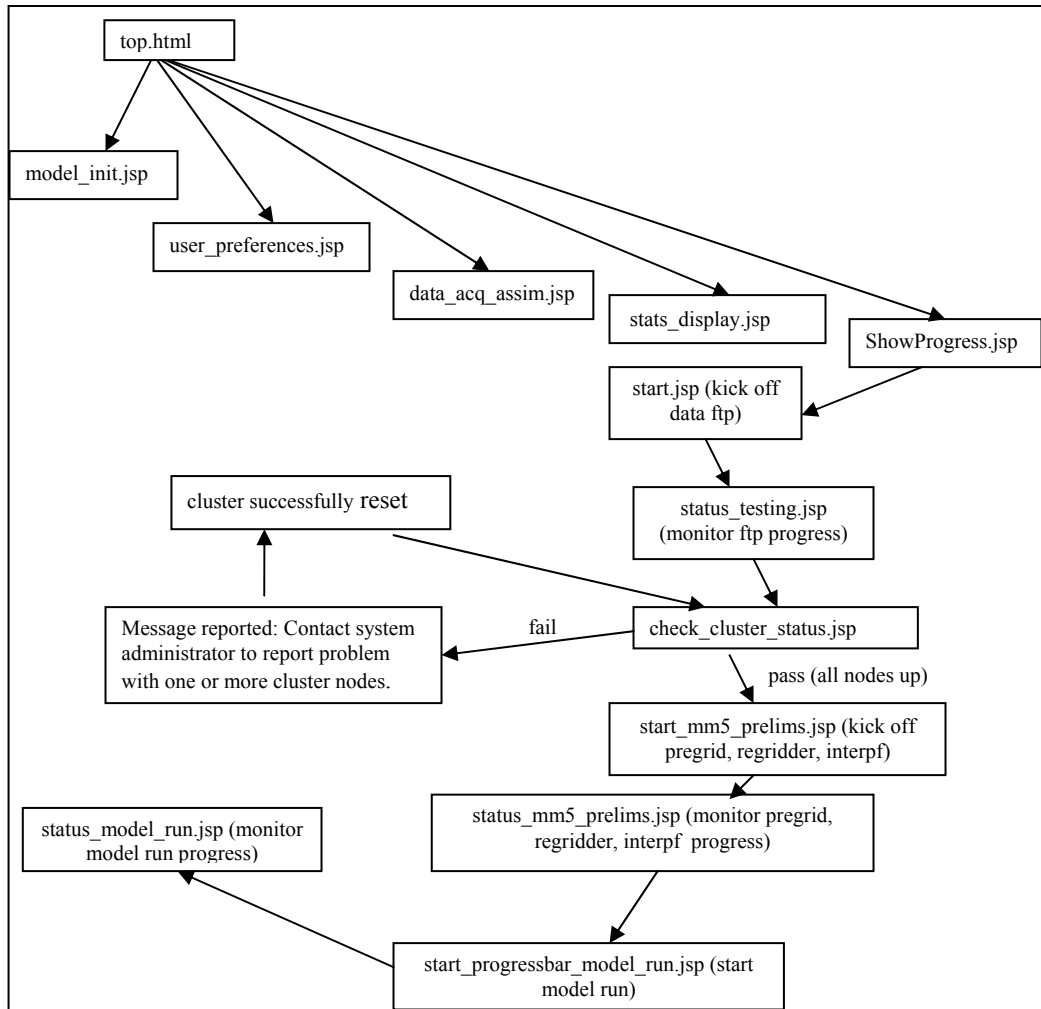 top.html
model_init.jsp
user_preferences.jsp
data_acq_assim.jsp
stats_display.jsp
ShowProgress.jsp
start.jsp (kick off
data ftp)
cluster successfully reset
status_testing.jsp
(monitor ftp progress)
Message reported: Contact system
administrator to report problem
with one or more cluster nodes.
fail
check_cluster_status.jsp
pass (all nodes up)
start_mm5_prelims.jsp (kick off
pregrid, regridder, interpf)
status_mm5_prelims.jsp (monitor pregrid,
regridder, interpf progress)
status_model_run.jsp (monitor
model run progress)
start_progressbar_model_run.jsp (start
model run)